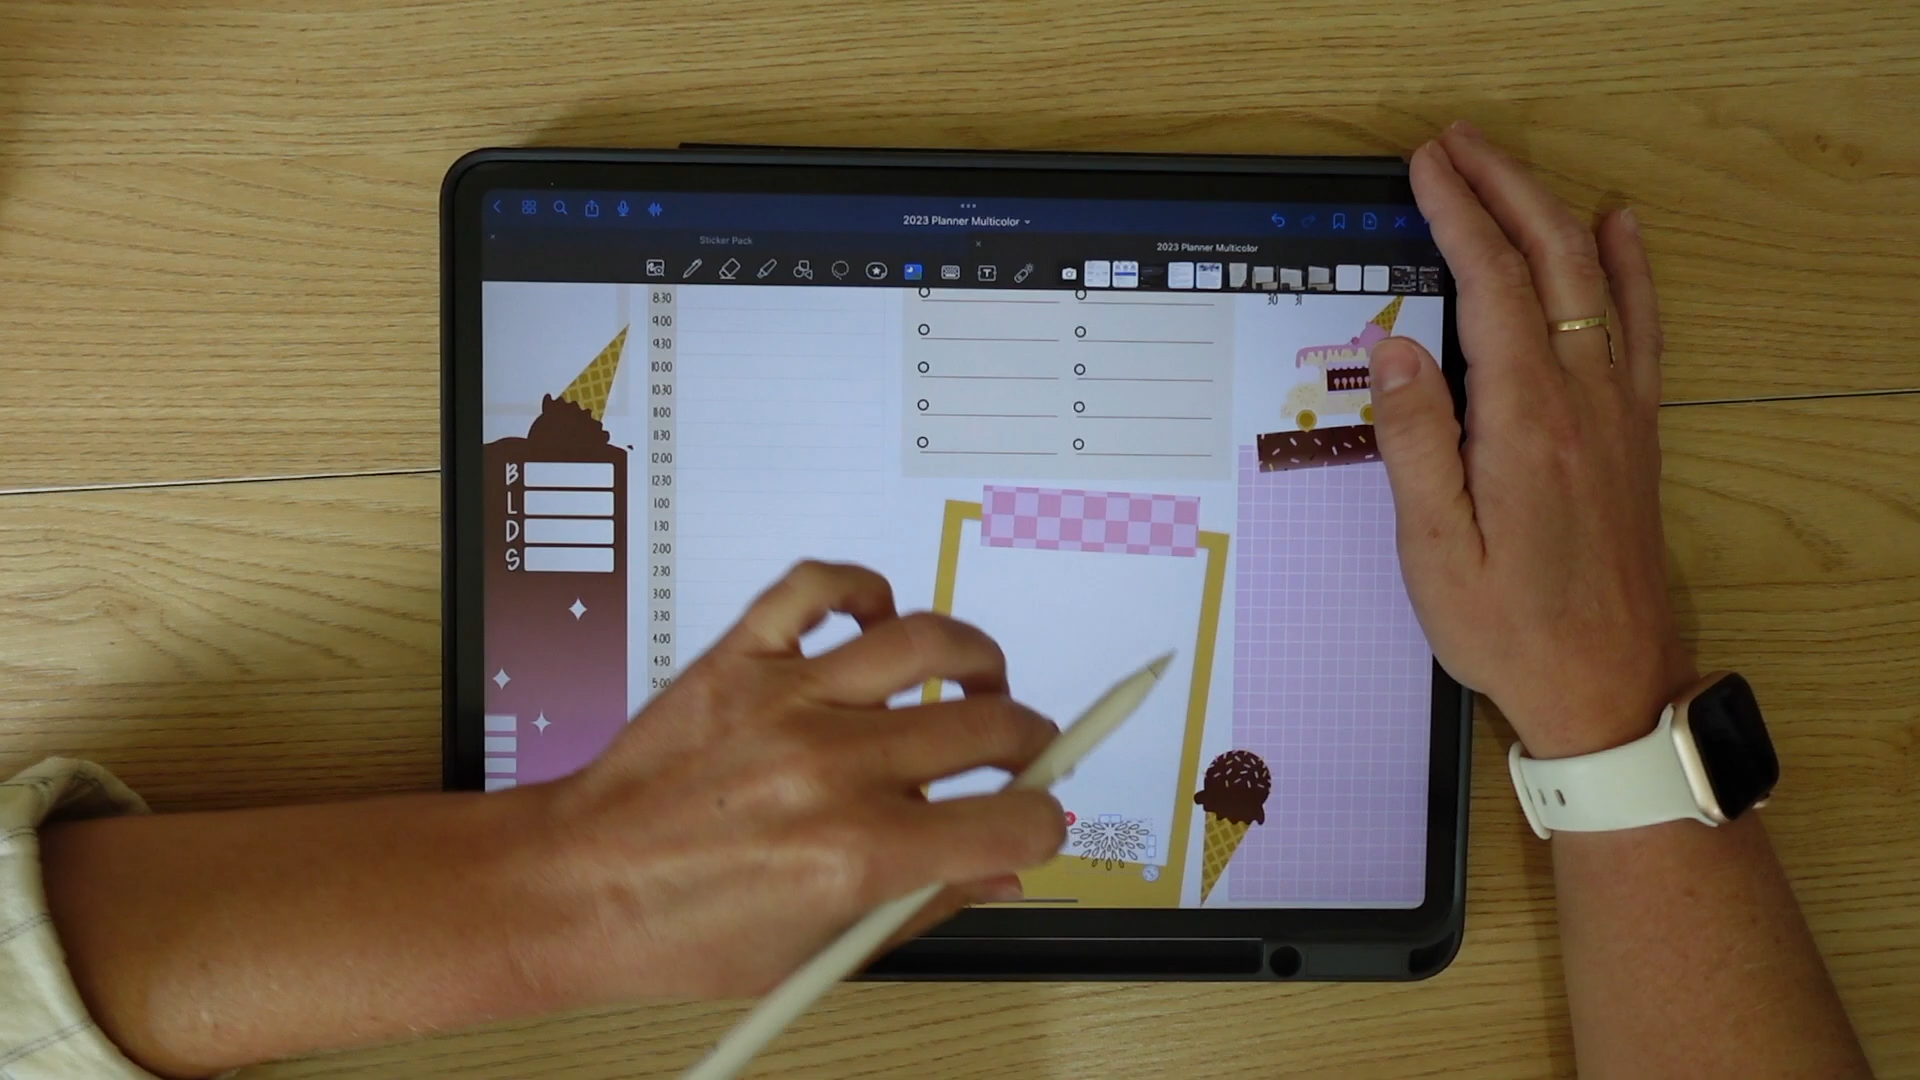 2023 Planner Multicolor
Sticker Pack
2023 Planner Multicolor
T
30 31
8:30
9:00
9:30
10:00
10:30
11:00
11:30
12:00
12:30
1:00
1:30
2:00
2:30
3:00
3:30
4:00
4:30
5:00
B
L
D
S